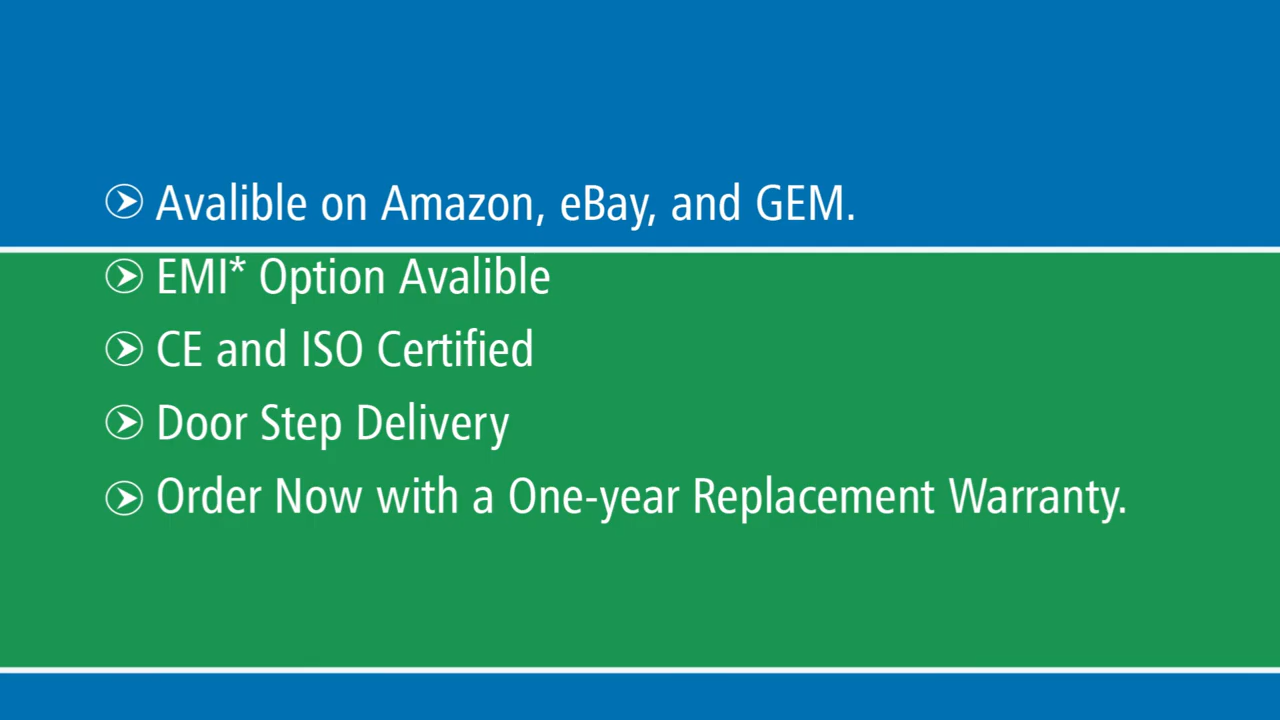 Avalible on Amazon, eBay, and GEM.
EMI* Option Avalible
CE and ISO Certified
Door Step Delivery
Order Now with a One-year Replacement Warranty.